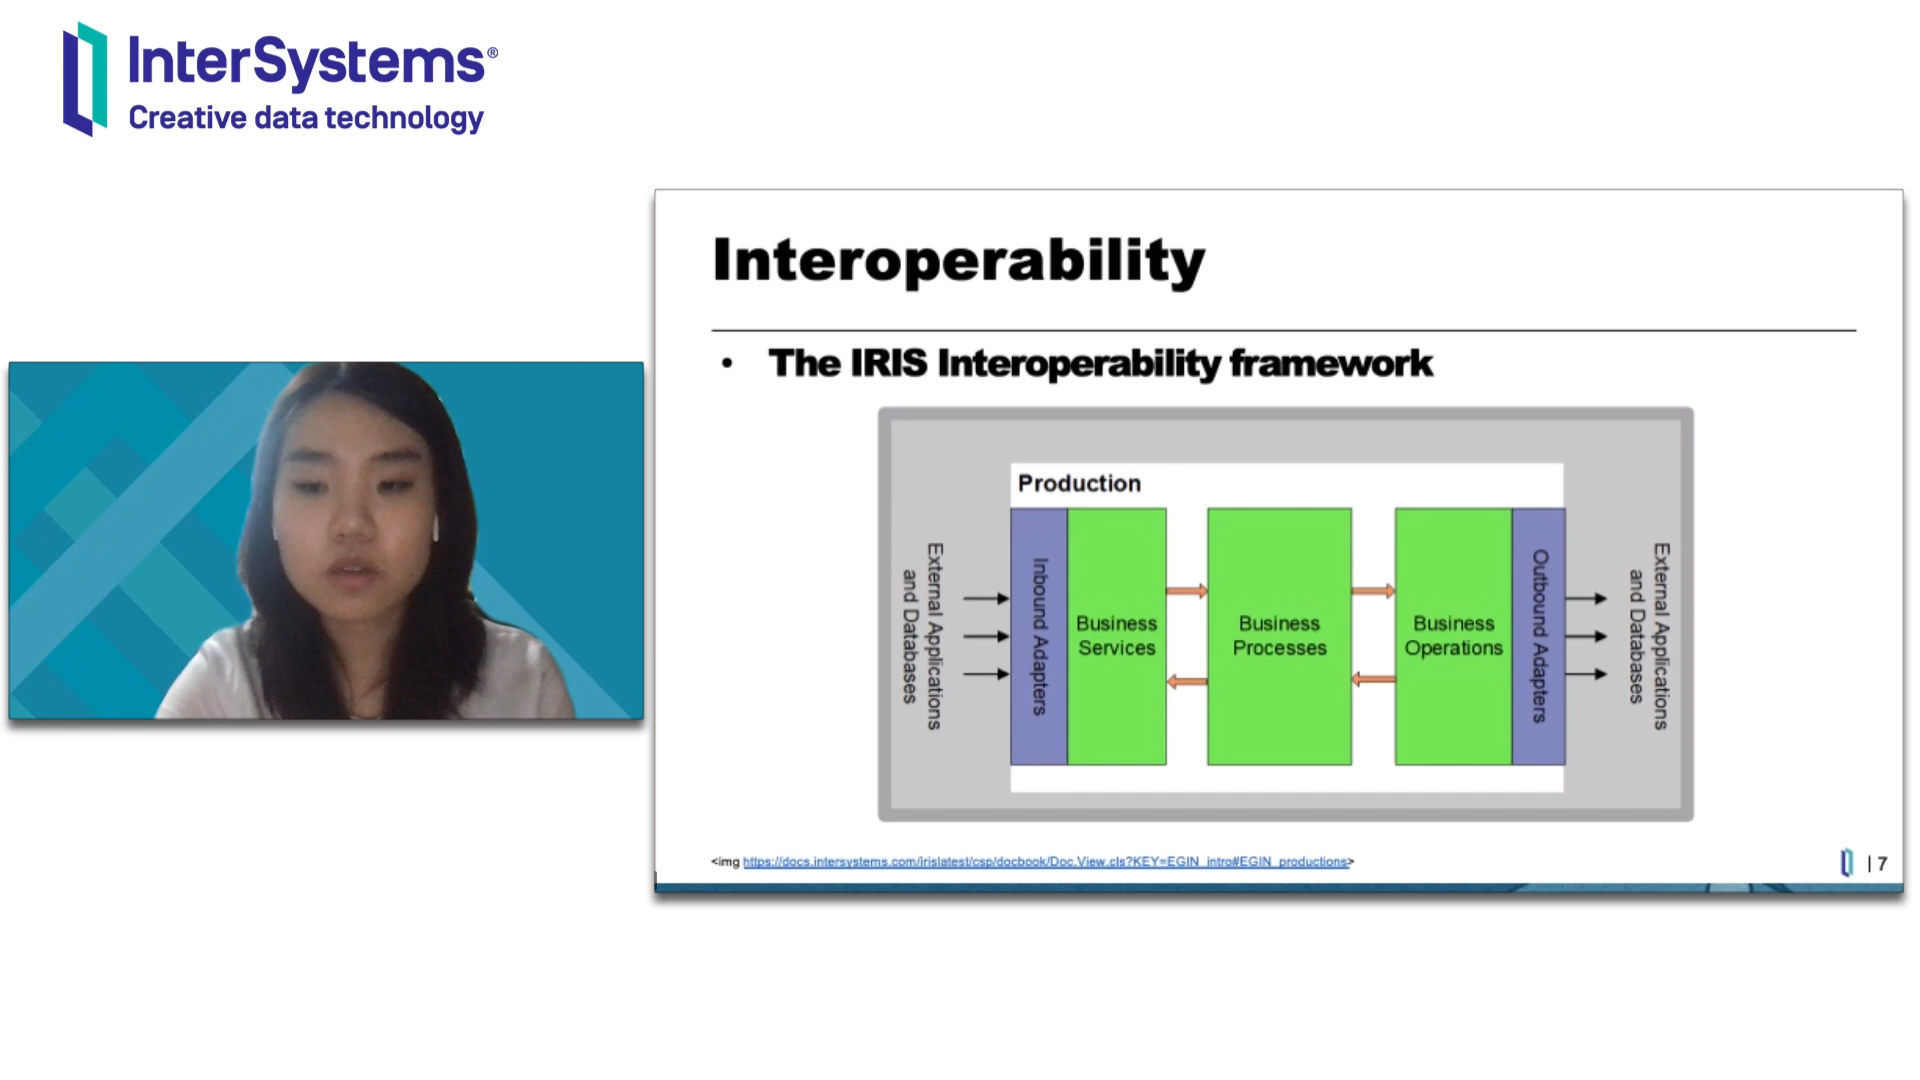 InterSystems®
Creative data technology
Interoperability
• The IRIS Interoperability framework
Production
External Applications
and Databases
Inbound Adapters
Business
Services
Business
Processes
Business
Operations
Outbound Adapters
External Applications
and Databases
<img https://docs.intersystems.com/irislatest/csp/docbook/Doc.View.cls?KEY=EGIN_intro#EGIN_productions>
| 7